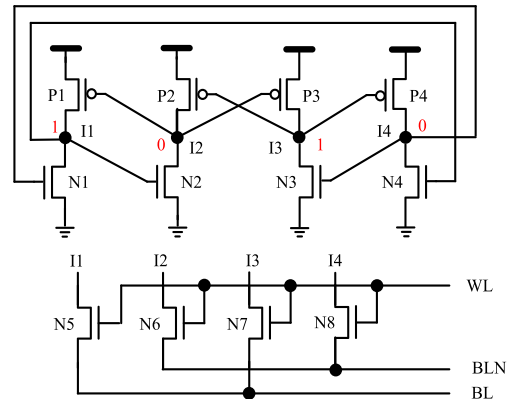 P1 P2 P3 P4
1 I1 0 I2 I3 1 I4 0
N1 N2 N3 N4
I1 I2 I3 I4
WL
N5 N6 N7 N8
BLN
BL